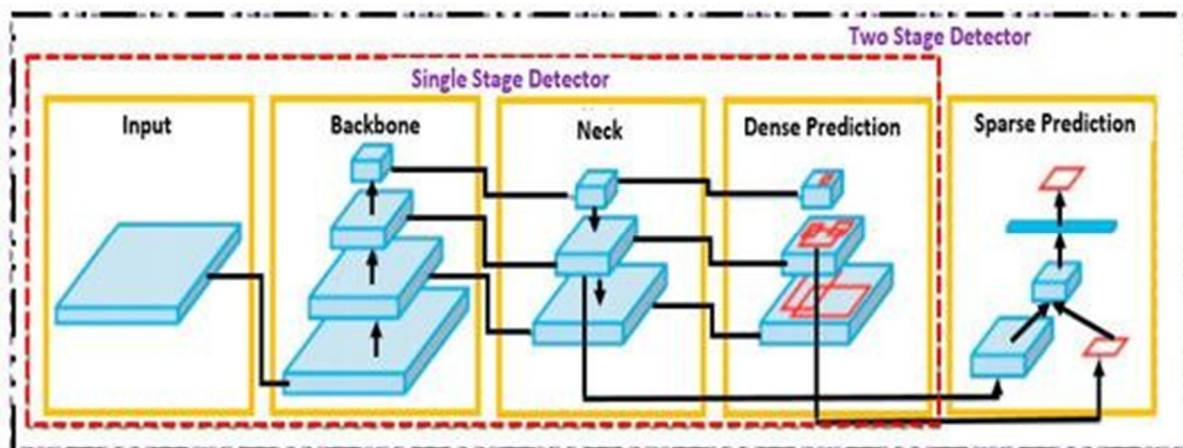 Two Stage Detector
Single Stage Detector
Input
Backbone
Neck
Dense Prediction
Sparse Prediction